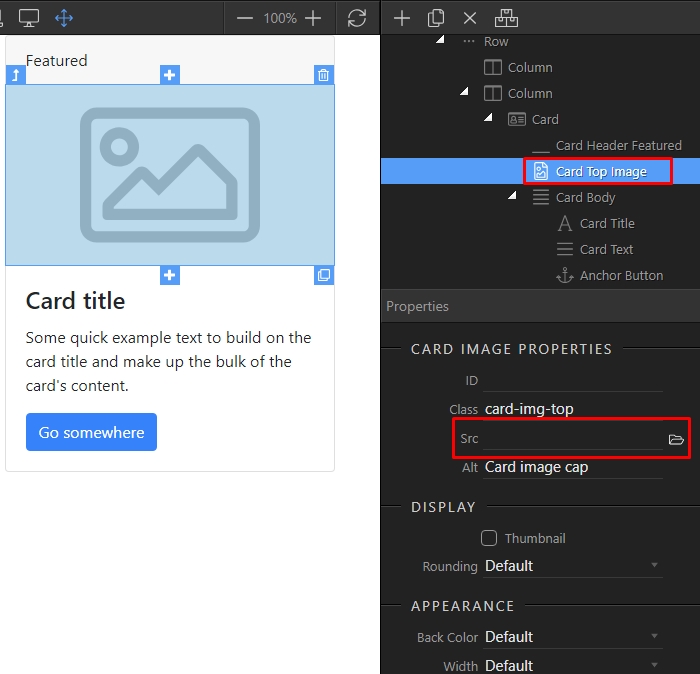 100%
Featured
Card title
Some quick example text to build on the
card title and make up the bulk of the
card's content.
Go somewhere
Row
Column
Column
Card
Card Header Featured
Card Top Image
Card Body
Card Title
Card Text
Anchor Button
Properties
CARD IMAGE PROPERTIES
ID
Class card-img-top
Src
Alt Card image cap
DISPLAY
Thumbnail
Rounding Default
APPEARANCE
Back Color Default
Width Default